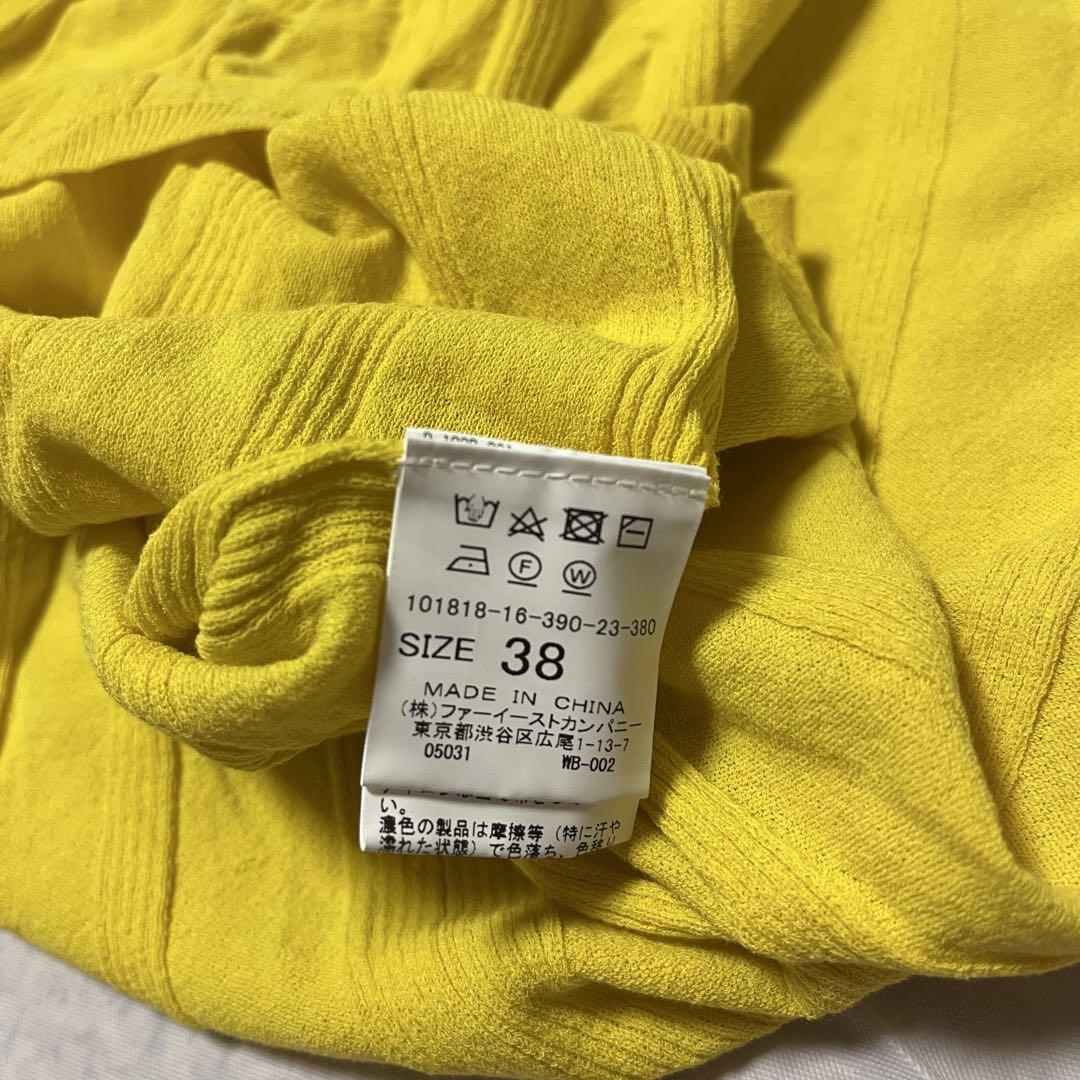 F W
101818-16-390-23-380
SIZE 38
MADE IN CHINA
(株)ファーイーストカンパニー
東京都渋谷区広尾1-13-7
05031 WB-002
い。
濃色の製品は摩擦等(特に汗や
濡れた状態)で色落ち、色移り